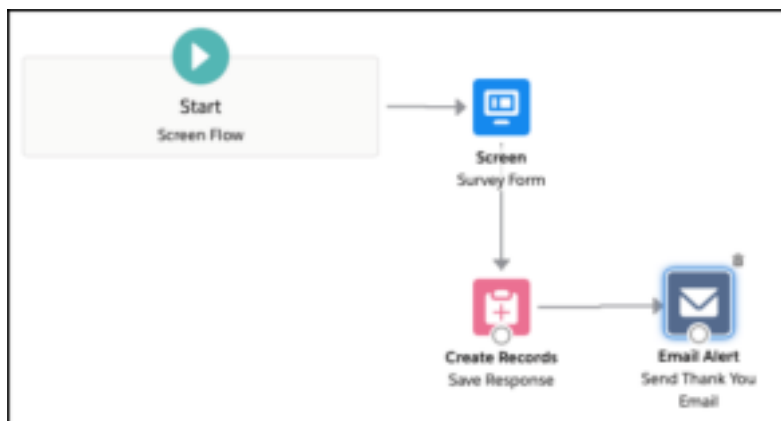 Start
Screen Flow
Screen
Survey Form
Create Records
Save Response
Email Alert
Send Thank You
Email